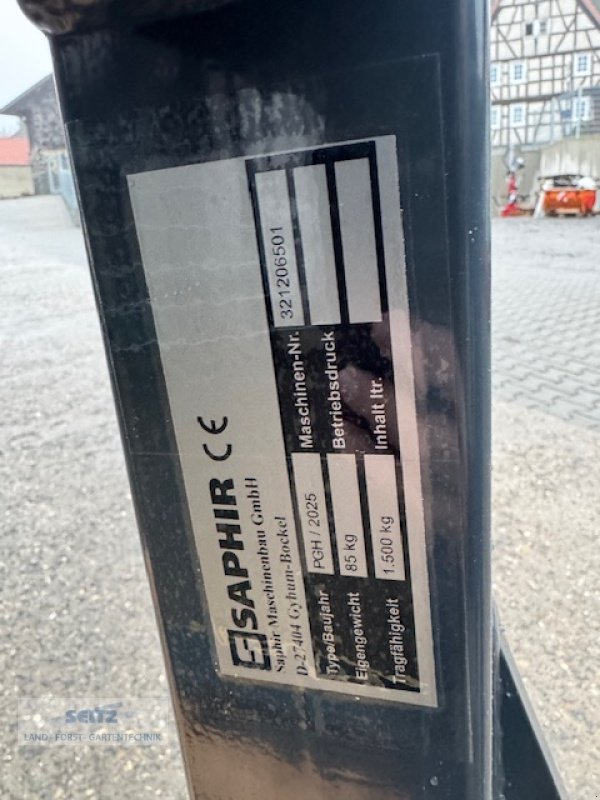 SAPHIR CE
Saphir Maschinenbau GmbH
D-27404 Gyhum-Bockel
Type/Baujahr PGH / 2025 Maschinen-Nr. 321206501
Eigengewicht 85 kg Betriebsdruck
Tragfähigkeit 1.500 kg Inhalt ltr.
SEITZ
LAND - FORST - GARTENTECHNIK